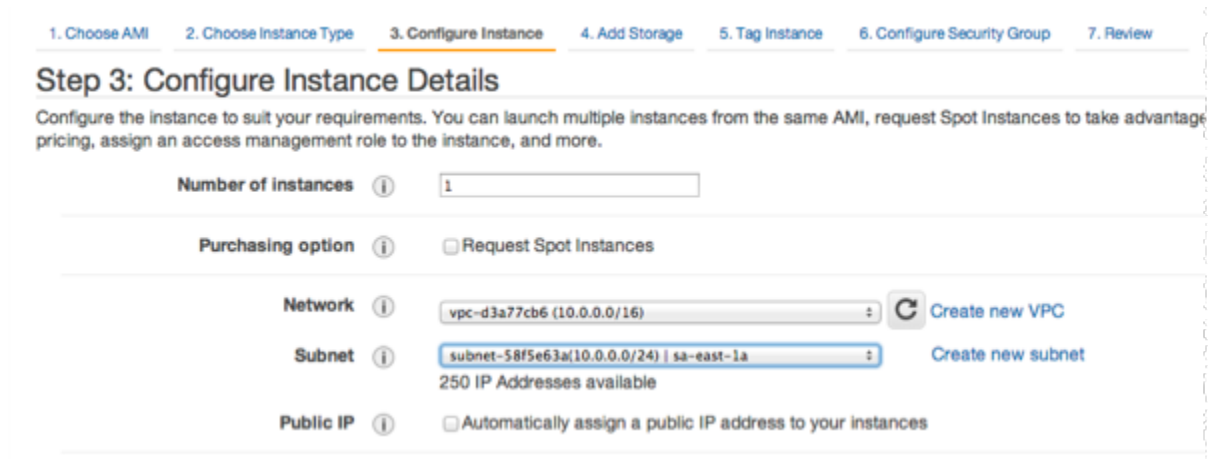 1. Choose AMI 2. Choose Instance Type 3. Configure Instance 4. Add Storage 5. Tag Instance 6. Configure Security Group 7. Review
Step 3: Configure Instance Details
Configure the instance to suit your requirements. You can launch multiple instances from the same AMI, request Spot Instances to take advantage
pricing, assign an access management role to the instance, and more.
Number of instances 1
Purchasing option Request Spot Instances
Network vpc-d3a77cb6 (10.0.0.0/16) Create new VPC
Subnet subnet-58f5e63a(10.0.0.0/24) | sa-east-1a Create new subnet
250 IP Addresses available
Public IP Automatically assign a public IP address to your instances